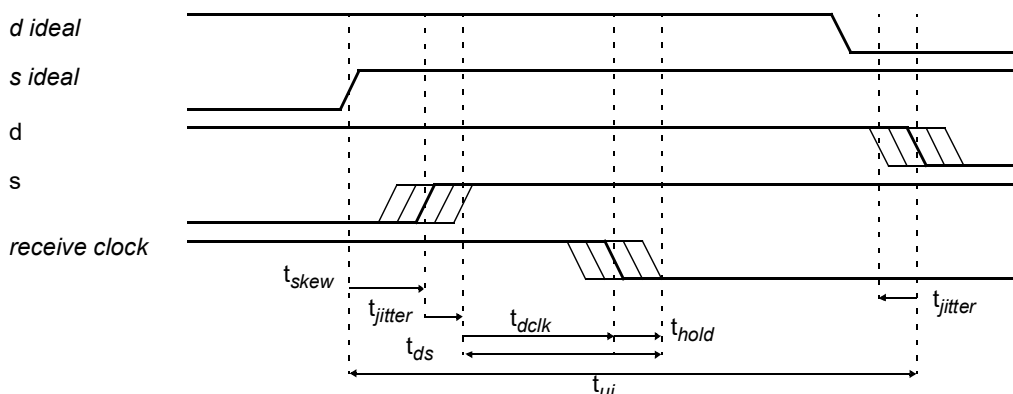 d ideal
s ideal
d
s
receive clock
tskew
tjitter
tdclk
thold
tjitter
tds
tui